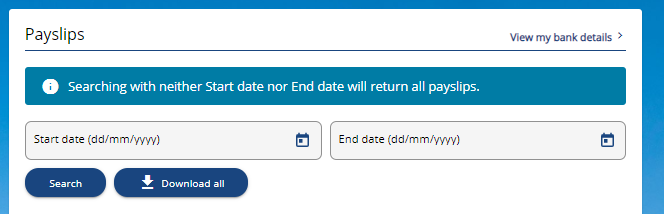 Payslips
View my bank details
Searching with neither Start date nor End date will return all payslips.
Start date (dd/mm/yyyy)
End date (dd/mm/yyyy)
Search
Download all